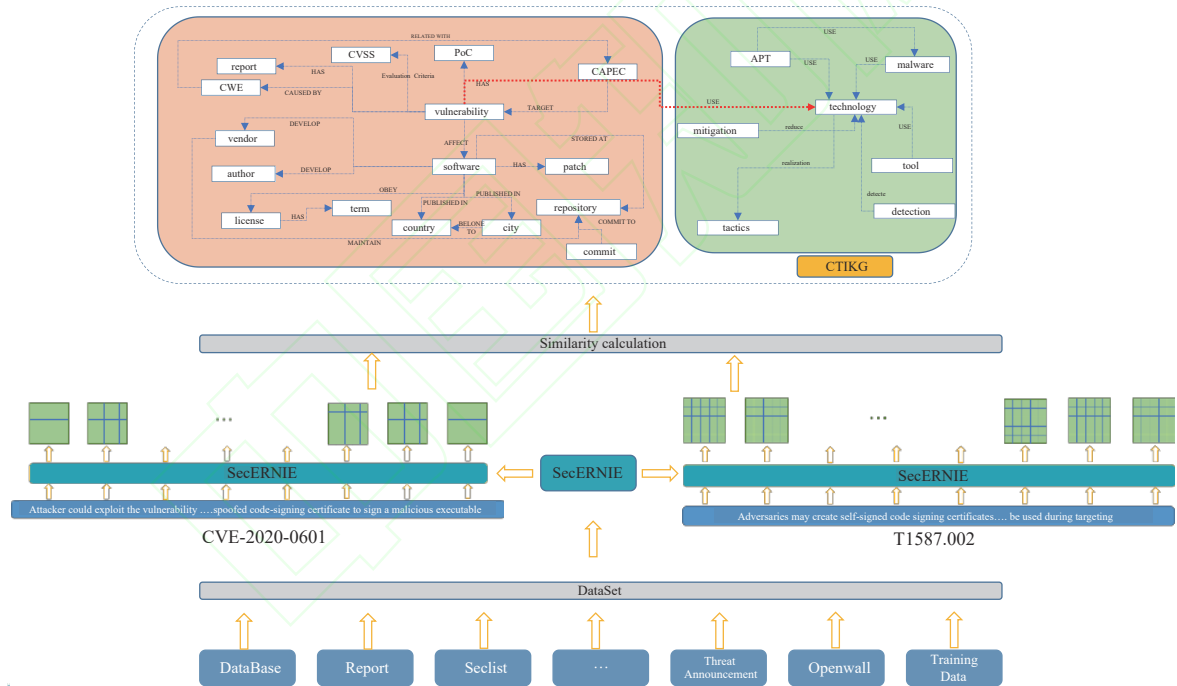 RELATED WITH
USE
CVSS
PoC
report
HAS
Evaluation Criteria
CAPEC
CWE
CAUSED BY
HAS
vulnerability
TARGET
APT
USE
USE
malware
USE
technology
vendor
DEVELOP
AFFECT
STORED AT
mitigation
reduce
USE
author
DEVELOP
software
HAS
patch
realization
tool
OBEY
PUBLISHED IN
PUBLISHED IN
detecte
license
HAS
term
repository
detection
country
BELONE TO
city
COMMIT TO
tactics
MAINTAIN
commit
CTIKG
Similarity calculation
...
...
SecERNIE
SecERNIE
SecERNIE
Attacker could exploit the vulnerability ….spoofed code-signing certificate to sign a malicious executable
Adversaries may create self-signed code signing certificates…. be used during targeting
CVE-2020-0601
T1587.002
DataSet
DataBase
Report
Seclist
…
Threat
Announcement
Openwall
Training
Data